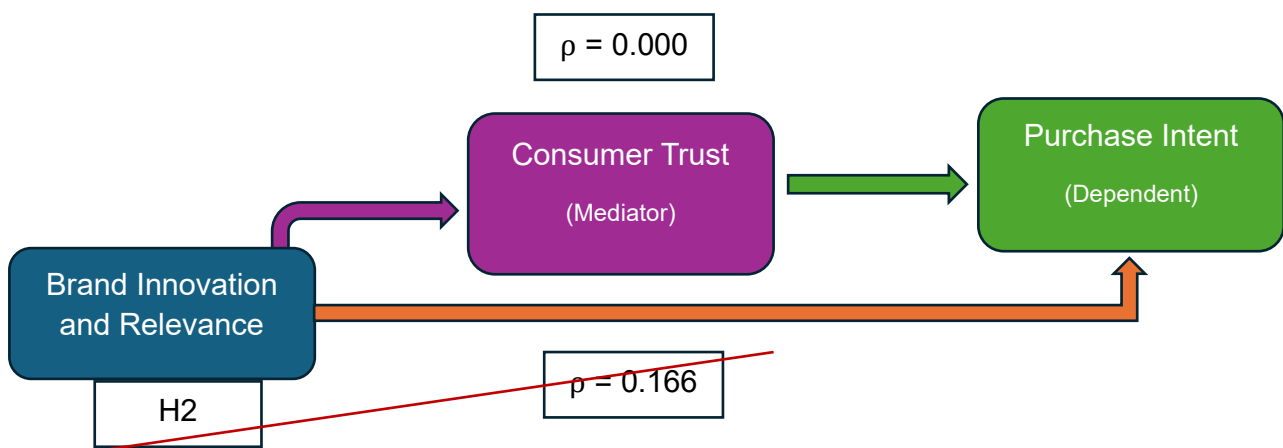 ρ = 0.000
Consumer Trust
(Mediator)
Purchase Intent
(Dependent)
Brand Innovation
and Relevance
ρ = 0.166
H2